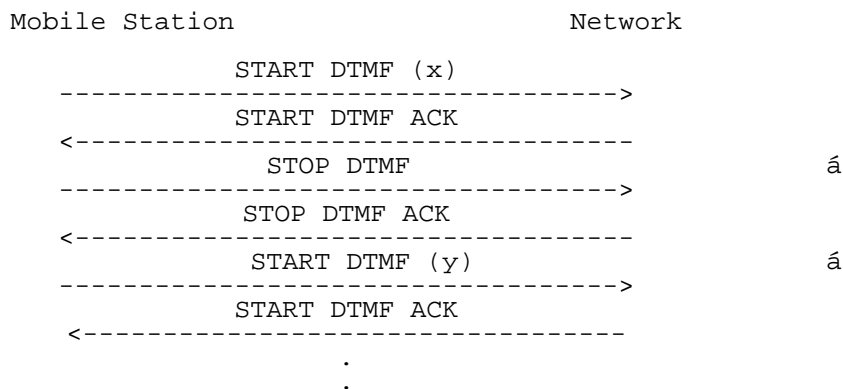 Mobile Station                     Network
START DTMF (x)
----------------------------------->
START DTMF ACK
<-----------------------------------
STOP DTMF                          á
----------------------------------->
STOP DTMF ACK
<-----------------------------------
START DTMF (y)                     á
----------------------------------->
START DTMF ACK
<----------------------------------
.
.